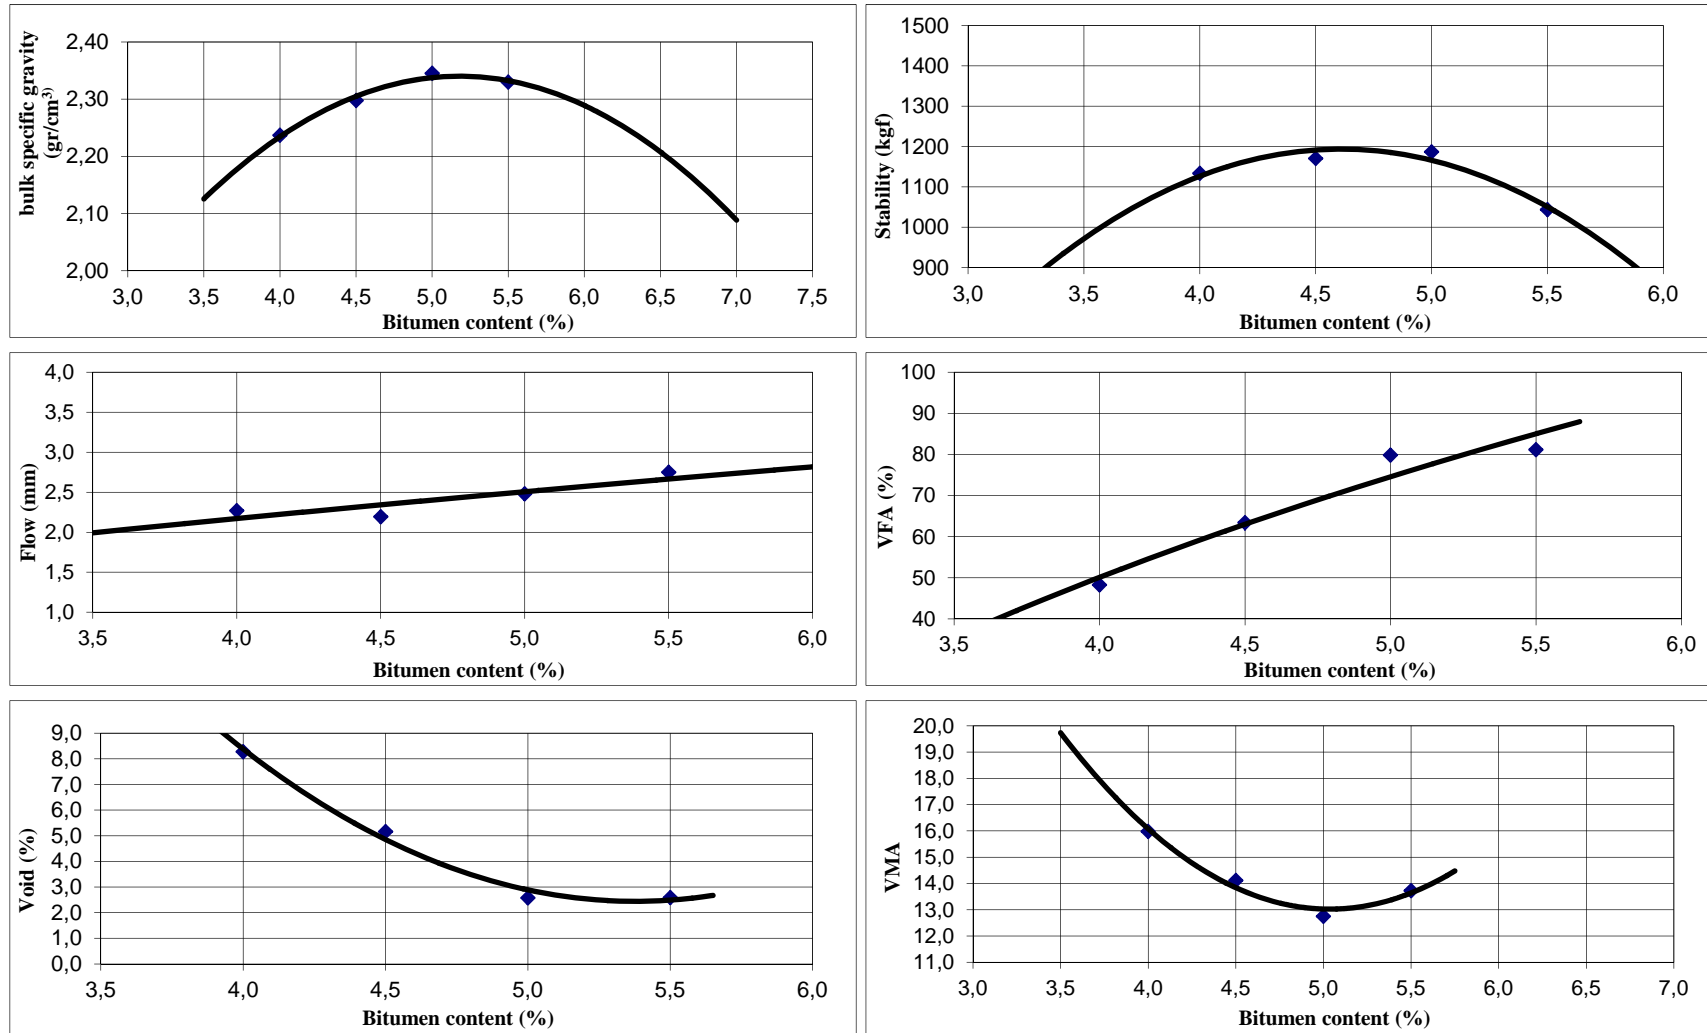 bulk specific gravity
(gr/cm³)
2,40
2,30
2,20
2,10
2,00
3,0 3,5 4,0 4,5 5,0 5,5 6,0 6,5 7,0 7,5
Bitumen content (%)
Stability (kgf)
1500
1400
1300
1200
1100
1000
900
3,0 3,5 4,0 4,5 5,0 5,5 6,0
Bitumen content (%)
Flow (mm)
4,0
3,5
3,0
2,5
2,0
1,5
1,0
3,5 4,0 4,5 5,0 5,5 6,0
Bitumen content (%)
VFA (%)
100
90
80
70
60
50
40
3,5 4,0 4,5 5,0 5,5 6,0
Bitumen content (%)
Void (%)
9,0
8,0
7,0
6,0
5,0
4,0
3,0
2,0
1,0
0,0
3,5 4,0 4,5 5,0 5,5 6,0
Bitumen content (%)
VMA
20,0
19,0
18,0
17,0
16,0
15,0
14,0
13,0
12,0
11,0
3,0 3,5 4,0 4,5 5,0 5,5 6,0 6,5 7,0
Bitumen content (%)